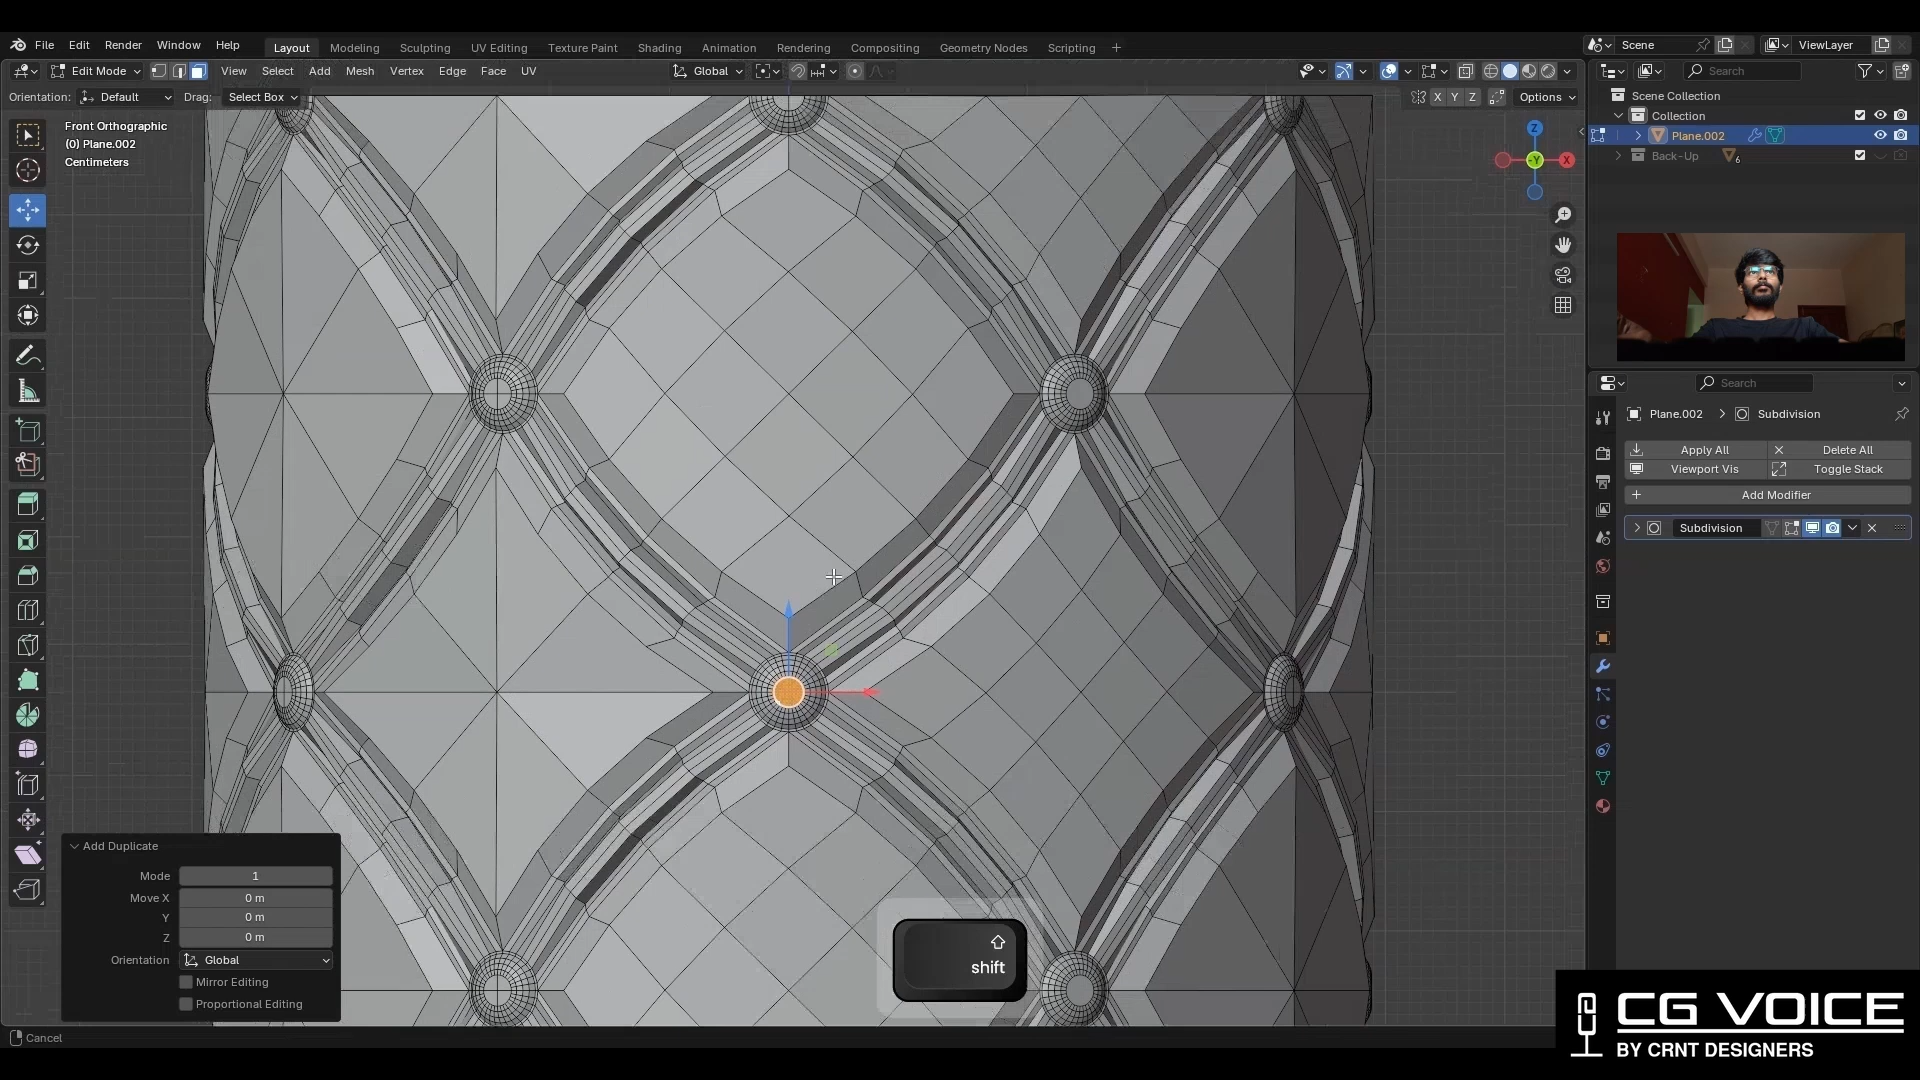 File Edit Render Window Help Layout Modeling Sculpting UV Editing Texture Paint Shading Animation Rendering Compositing Geometry Nodes Scripting + Scene ViewLayer
Edit Mode View Select Add Mesh Vertex Edge Face UV Global Search
Orientation: Default Drag: Select Box X Y Z Options
Scene Collection
Collection
Plane.002
Back-Up 6
Front Orthographic
(0) Plane.002
Centimeters
Z
Y
X
Search
Plane.002 > Subdivision
Apply All Delete All
Viewport Vis Toggle Stack
+ Add Modifier
Subdivision
Add Duplicate
Mode 1
Move X 0 m
Y 0 m
Z 0 m
Orientation Global
Mirror Editing
Proportional Editing
shift
Cancel
CG VOICE
BY CRNT DESIGNERS